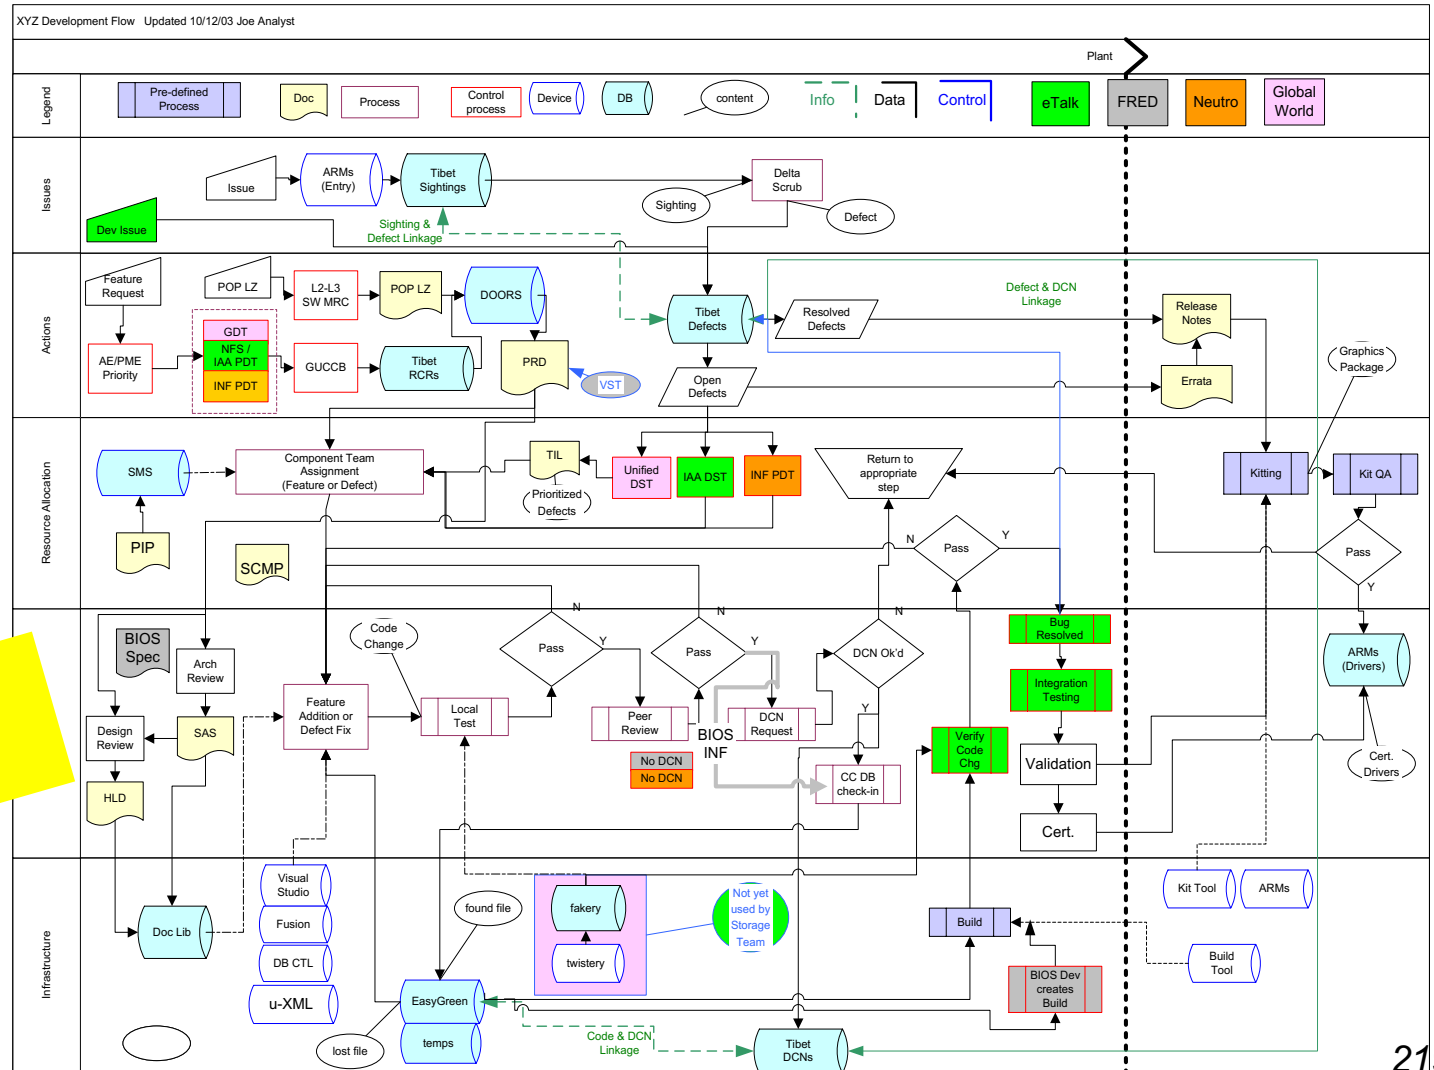 XYZ Development Flow   Updated 10/12/03 Joe Analyst
Plant
Legend
Pre-defined
Process
Doc
Process
Control
process
Device
DB
content
Info
Data
Control
eTalk
FRED
Neutro
Global
World
Issues
Issue
ARMs
(Entry)
Tibet
Sightings
Delta
Scrub
Sighting
Defect
Dev Issue
Sighting &
Defect Linkage
Actions
Feature
Request
POP LZ
L2-L3
SW MRC
POP LZ
DOORS
Tibet
Defects
Resolved
Defects
Defect & DCN
Linkage
Release
Notes
GDT
NFS /
IAA PDT
INF PDT
AE/PME
Priority
GUCCB
Tibet
RCRs
PRD
VST
Open
Defects
Errata
Graphics
Package
Resource Allocation
SMS
Component Team
Assignment
(Feature or Defect)
TIL
Prioritized
Defects
Unified
DST
IAA DST
INF PDT
Return to
appropriate
step
Kitting
Kit QA
PIP
SCMP
N
Pass
Y
Pass
Y
BIOS
Spec
Arch
Review
Code
Change
N
Pass
Y
N
Pass
Y
N
DCN Ok'd
Y
Bug
Resolved
ARMs
(Drivers)
Integration
Testing
Design
Review
SAS
Feature
Addition or
Defect Fix
Local
Test
Peer
Review
BIOS
INF
DCN
Request
Verify
Code
Chg
Validation
Cert.
Drivers
No DCN
No DCN
CC DB
check-in
HLD
Cert.
Infrastructure
Visual
Studio
Fusion
DB CTL
u-XML
Doc Lib
found file
fakery
twistery
Not yet
used by
Storage
Team
Build
Kit Tool
ARMs
Build
Tool
BIOS Dev
creates
Build
EasyGreen
temps
lost file
Code & DCN
Linkage
Tibet
DCNs
21